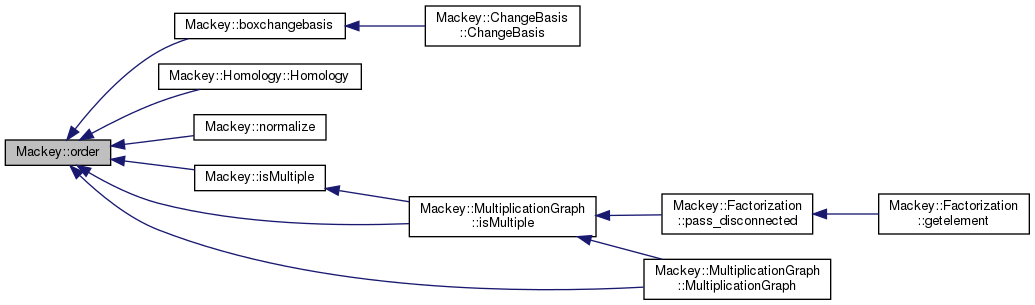 Mackey::order
Mackey::boxchangebasis
Mackey::ChangeBasis
::ChangeBasis
Mackey::Homology::Homology
Mackey::normalize
Mackey::isMultiple
Mackey::MultiplicationGraph
::isMultiple
Mackey::Factorization
::pass_disconnected
Mackey::Factorization
::getelement
Mackey::MultiplicationGraph
::MultiplicationGraph